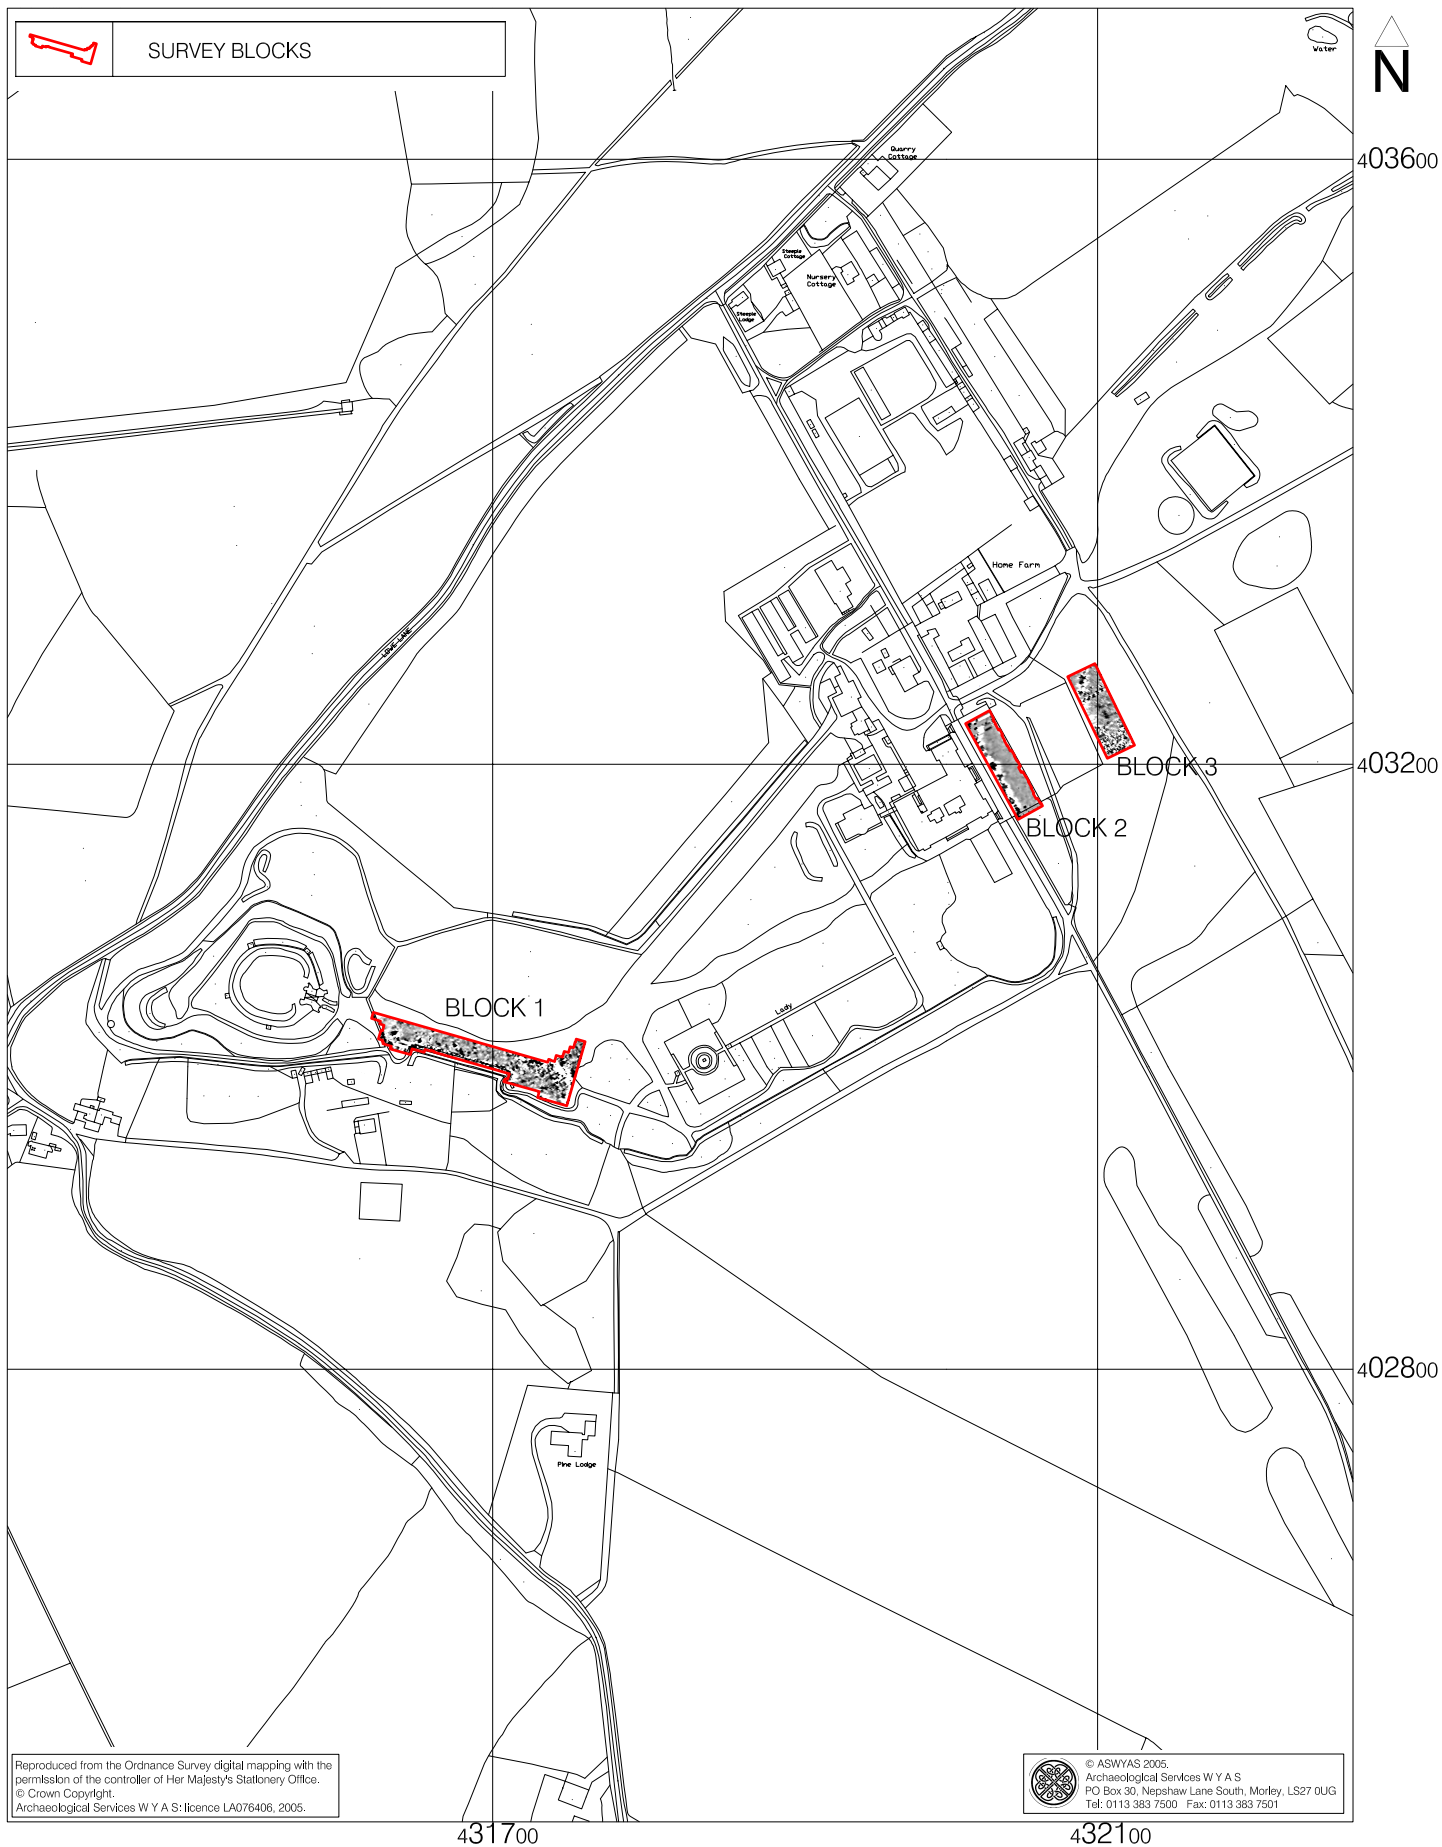 SURVEY BLOCKS
Water
N
Quarry
Cottage
403600
Steeple
Cottage
Nursery
Cottage
Steeple
Lodge
Home Farm
LOVE LANE
BLOCK 3
403200
BLOCK 2
BLOCK 1
Lady
402800
Pine Lodge
Reproduced from the Ordnance Survey digital mapping with the
permission of the controller of Her Majesty's Stationery Office.
© Crown Copyright.
Archaeological Services W Y A S: licence LA076406, 2005.
© ASWYAS 2005.
Archaeological Services W Y A S
PO Box 30, Nepshaw Lane South, Morley, LS27 0UG
Tel: 0113 383 7500 Fax: 0113 383 7501
431700
432100